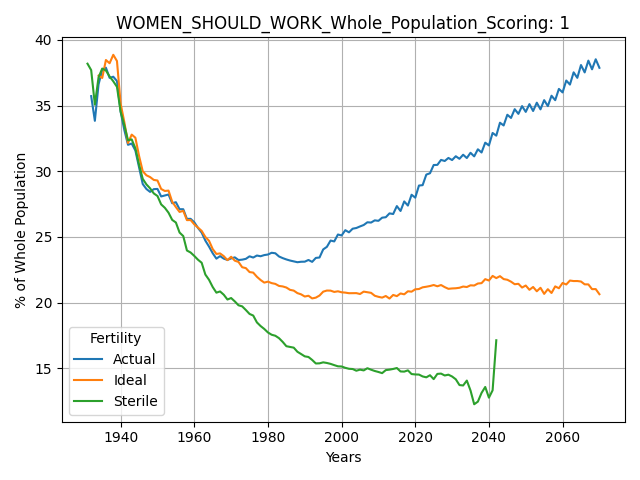 WOMEN_SHOULD_WORK_Whole_Population_Scoring: 1
% of Whole Population
40
35
30
25
20
15
Fertility
Actual
Ideal
Sterile
1940 1960 1980 2000 2020 2040 2060
Years